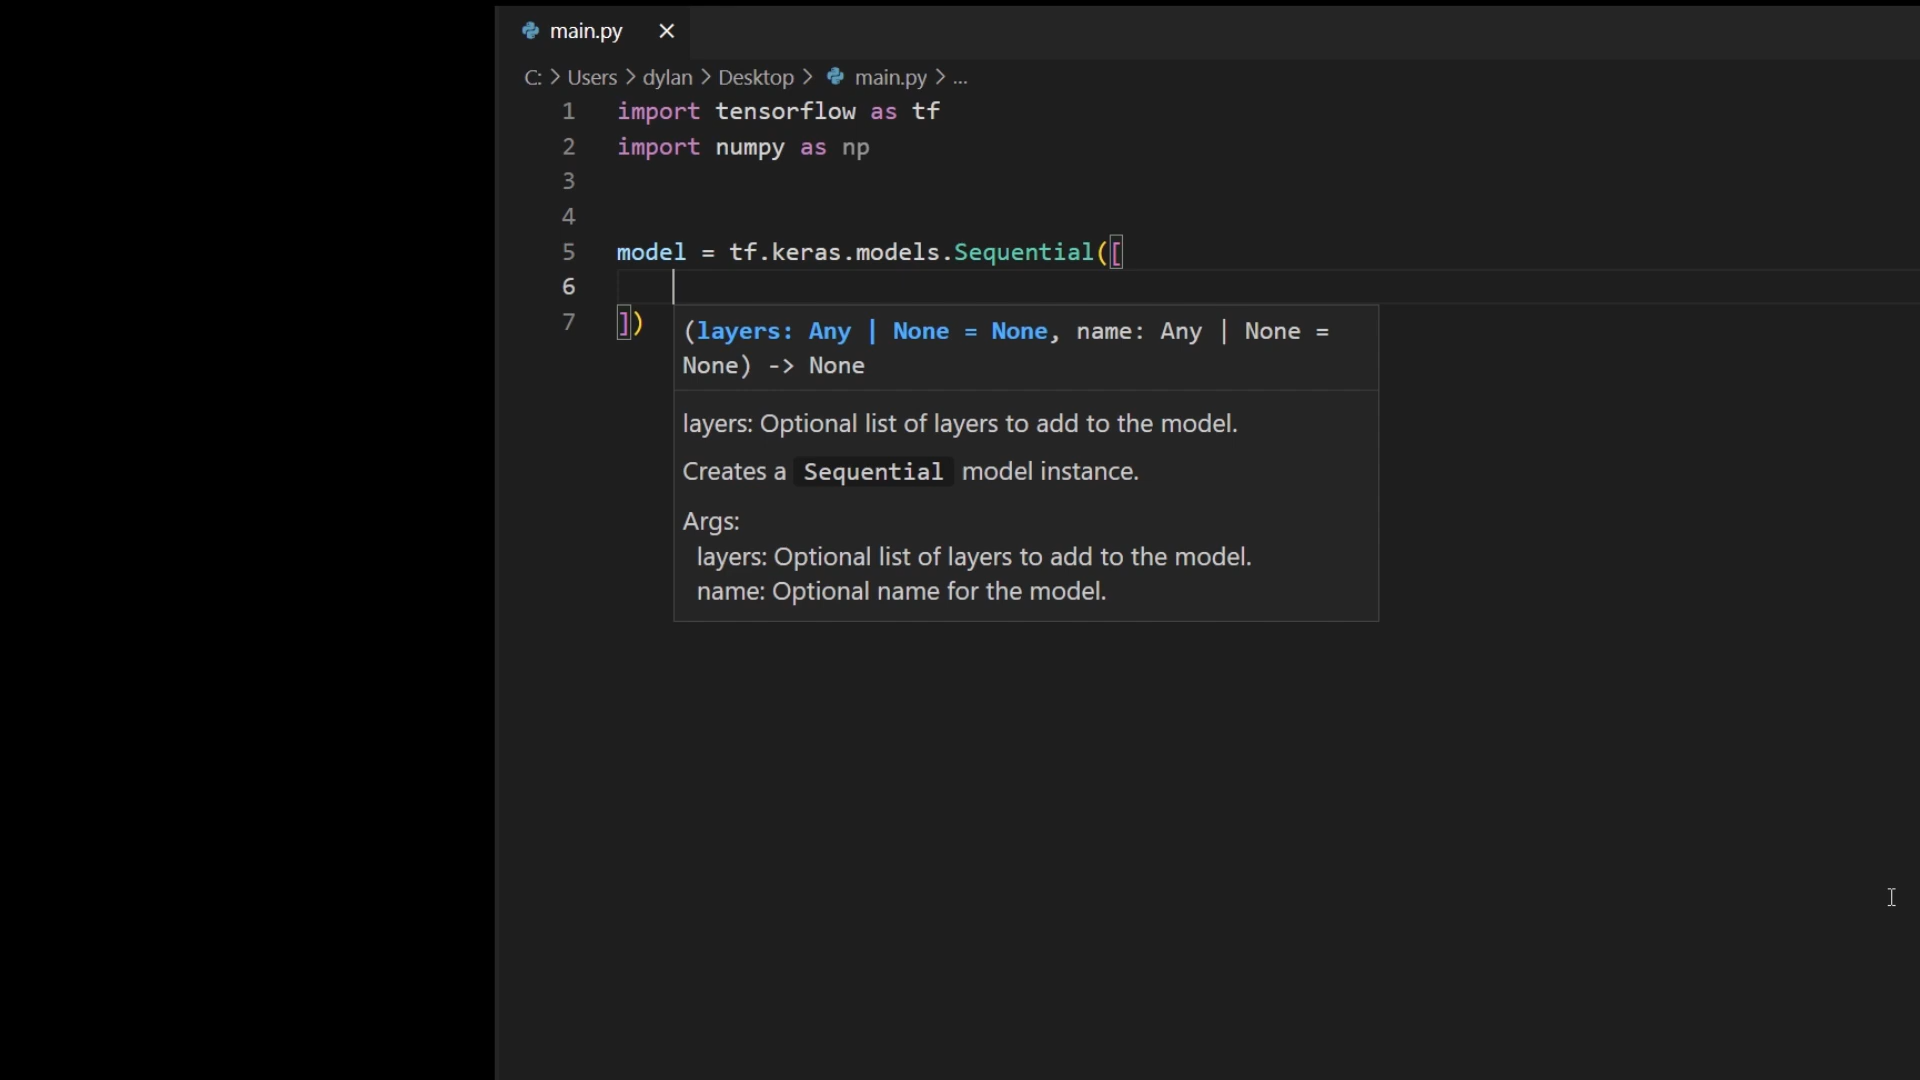 main.py
C: > Users > dylan > Desktop > main.py > ...
1 import tensorflow as tf
2 import numpy as np
3
4
5 model = tf.keras.models.Sequential([
6
7 ])
(layers: Any | None = None, name: Any | None =
None) -> None
layers: Optional list of layers to add to the model.
Creates a Sequential model instance.
Args:
layers: Optional list of layers to add to the model.
name: Optional name for the model.